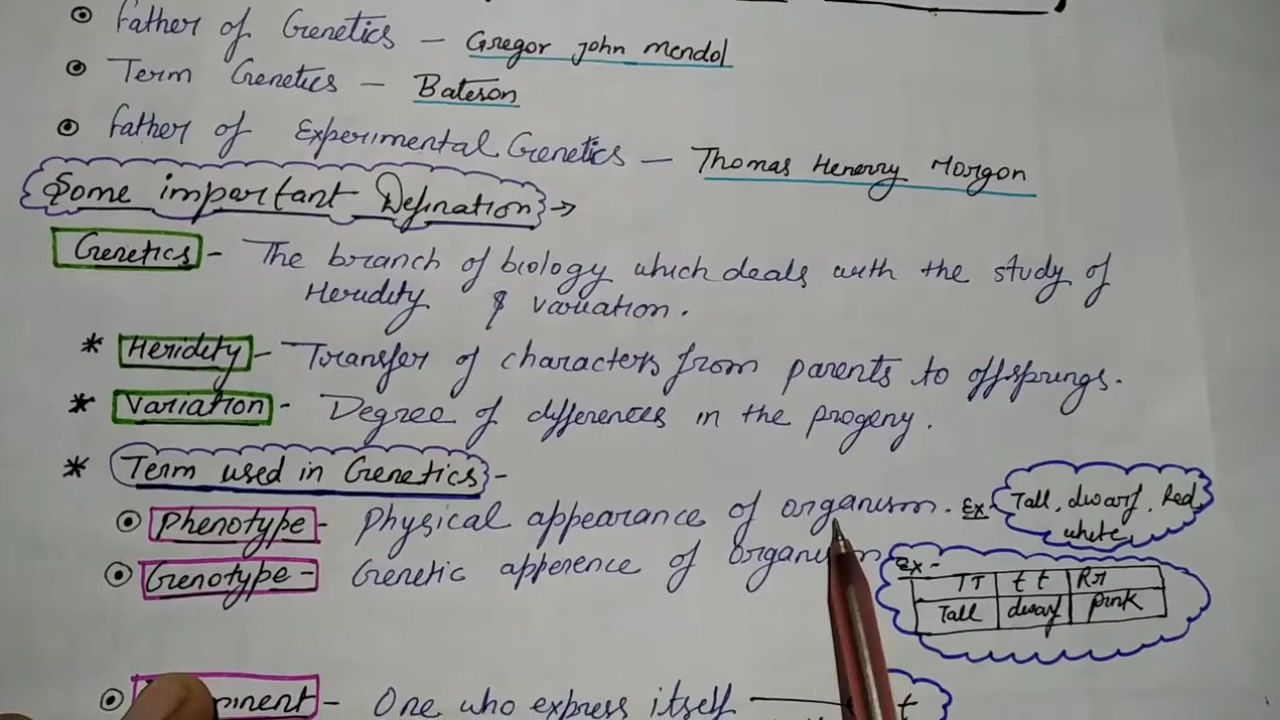 Father of Genetics - Gregor john mendol
Term Genetics - Bateson
Father of Experimental Genetics - Thomas Henerry Morgon
Some important Defination →
Genetics - The branch of biology which deals with the study of
Heridity & variation.
* Heridity - Transfer of characters from parents to offsprings.
* Variation - Degree of differences in the progeny.
* Term used in Genetics -
Phenotype - Physical appearance of organism. Ex Tall, dwarf, Red
white
Genotype - Genetic apperence of organism
Ex -
TT tt Rr
Tall dwarf pink
One who express itself